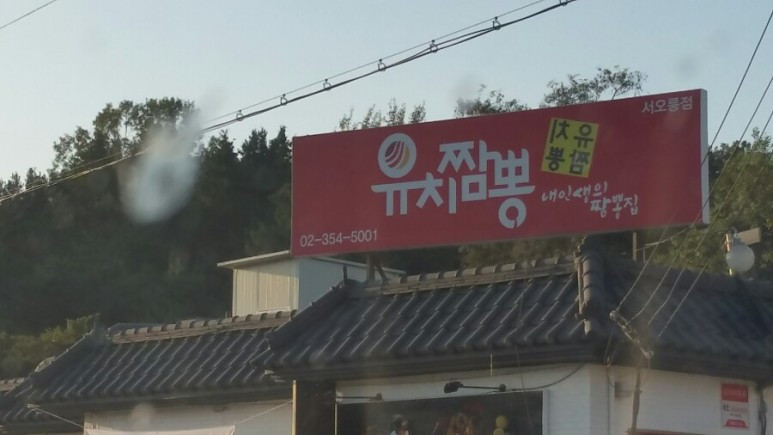 서오릉점
유치짬뽕
유치
짬뽕
내 인생의
짬뽕집
02-354-5001